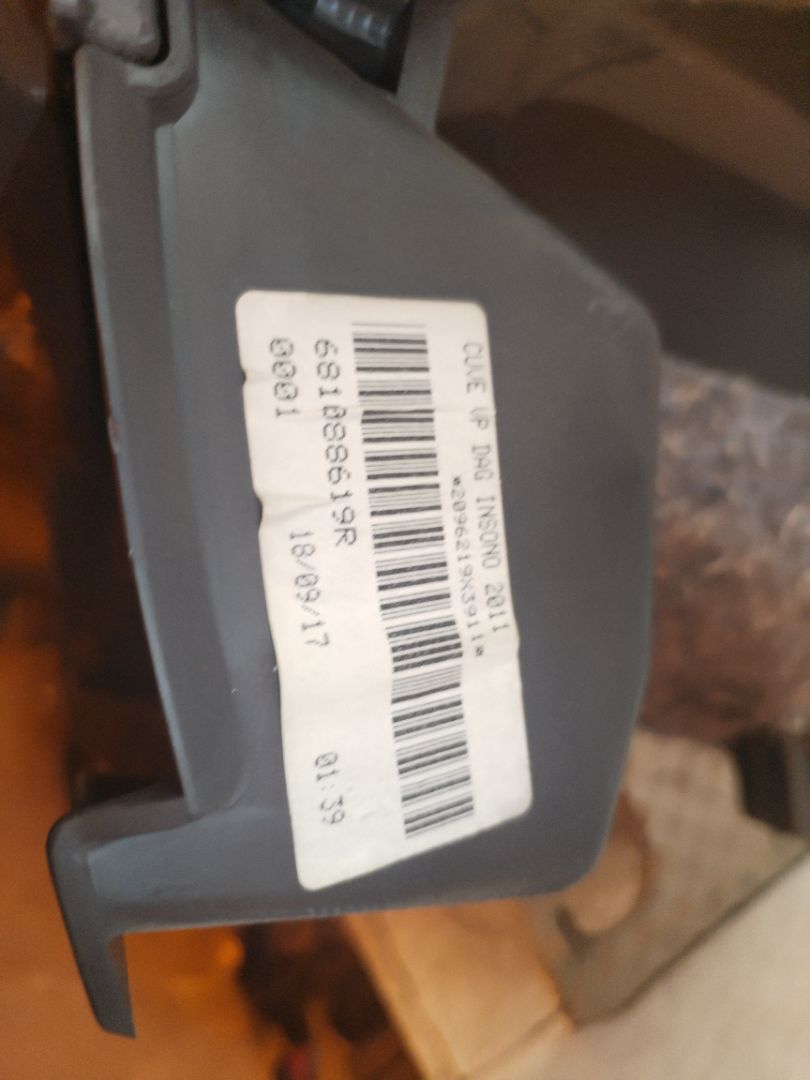 CUVE VP DAG INSONO 2011
*2096219X3911*
681088619R
0001 18/09/17 01:39